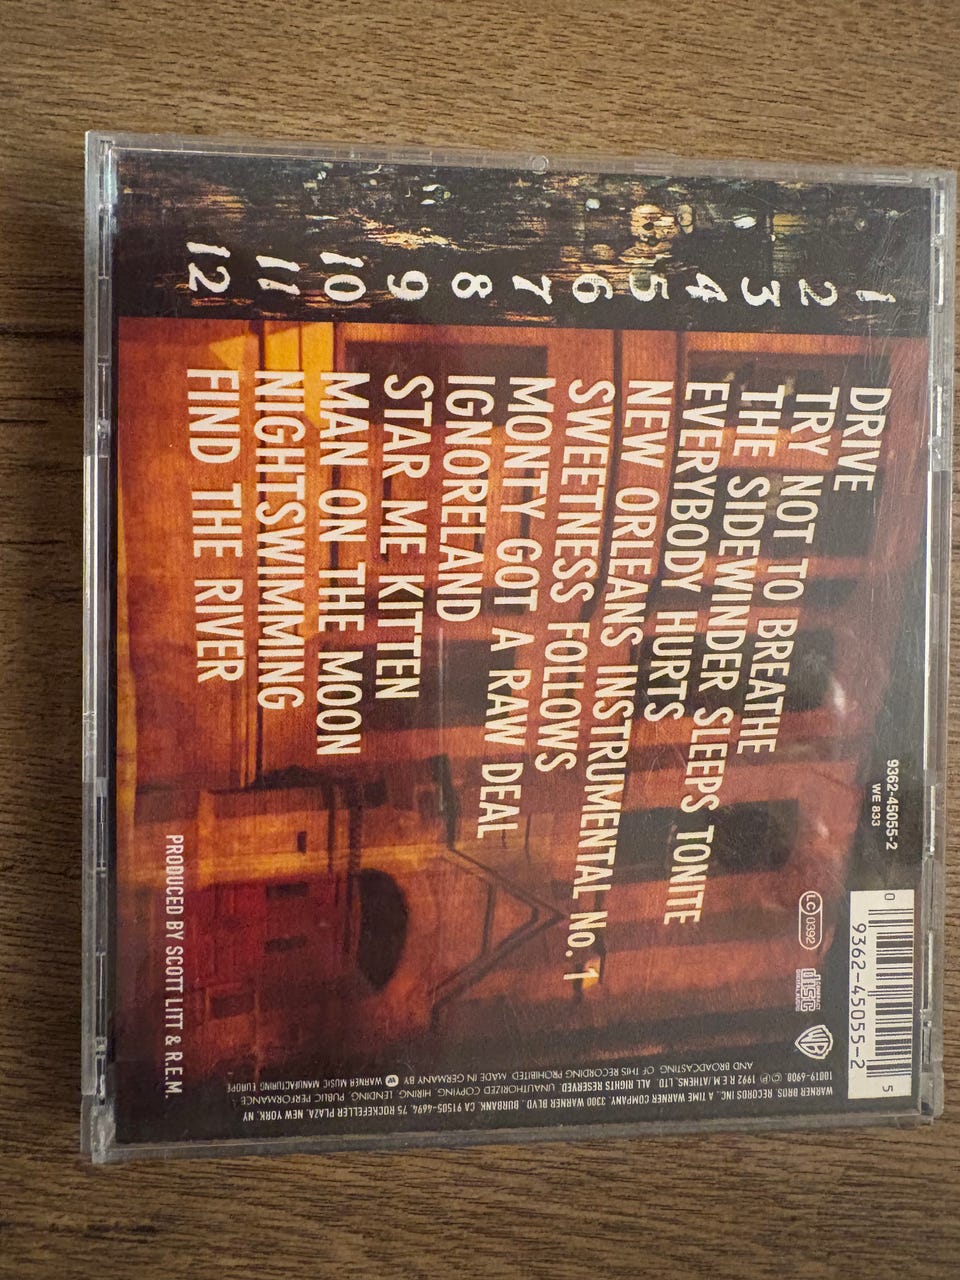 1 DRIVE
2 TRY NOT TO BREATHE
3 THE SIDEWINDER SLEEPS TONITE
4 EVERYBODY HURTS
5 NEW ORLEANS INSTRUMENTAL No. 1
6 SWEETNESS FOLLOWS
7 MONTY GOT A RAW DEAL
8 IGNORELAND
9 STAR ME KITTEN
10 MAN ON THE MOON
11 NIGHTSWIMMING
12 FIND THE RIVER
PRODUCED BY SCOTT LITT & R.E.M.
9362-45055-2
WE 833
LC 0392
COMPACT
disc
DIGITAL AUDIO
WB
0 9362-45055-2 5
WARNER BROS. RECORDS INC., A TIME WARNER COMPANY, 3300 WARNER BLVD., BURBANK, CA 91505-4694, 75 ROCKEFELLER PLAZA, NEW YORK, NY
10019-6908. © ℗ 1992 R.E.M./ATHENS, LTD. ALL RIGHTS RESERVED. UNAUTHORIZED COPYING, HIRING, LENDING, PUBLIC PERFORMANCE
AND BROADCASTING OF THIS RECORDING PROHIBITED. MADE IN GERMANY BY W WARNER MUSIC MANUFACTURING EUROPE